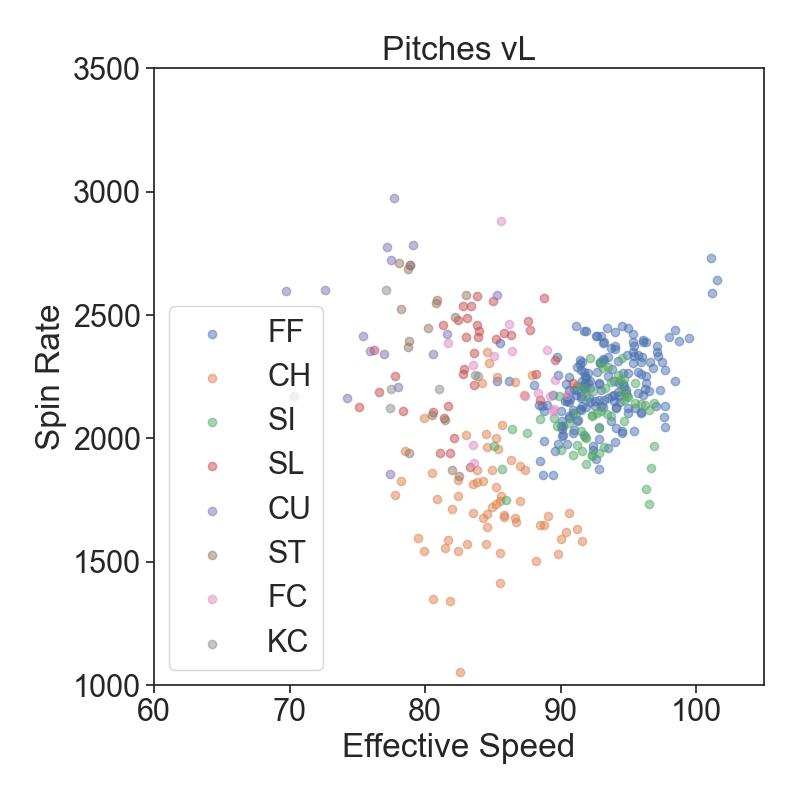 Pitches vL
3500
3000
2500
2000
1500
1000
Spin Rate
FF
CH
SI
SL
CU
ST
FC
KC
60 70 80 90 100
Effective Speed